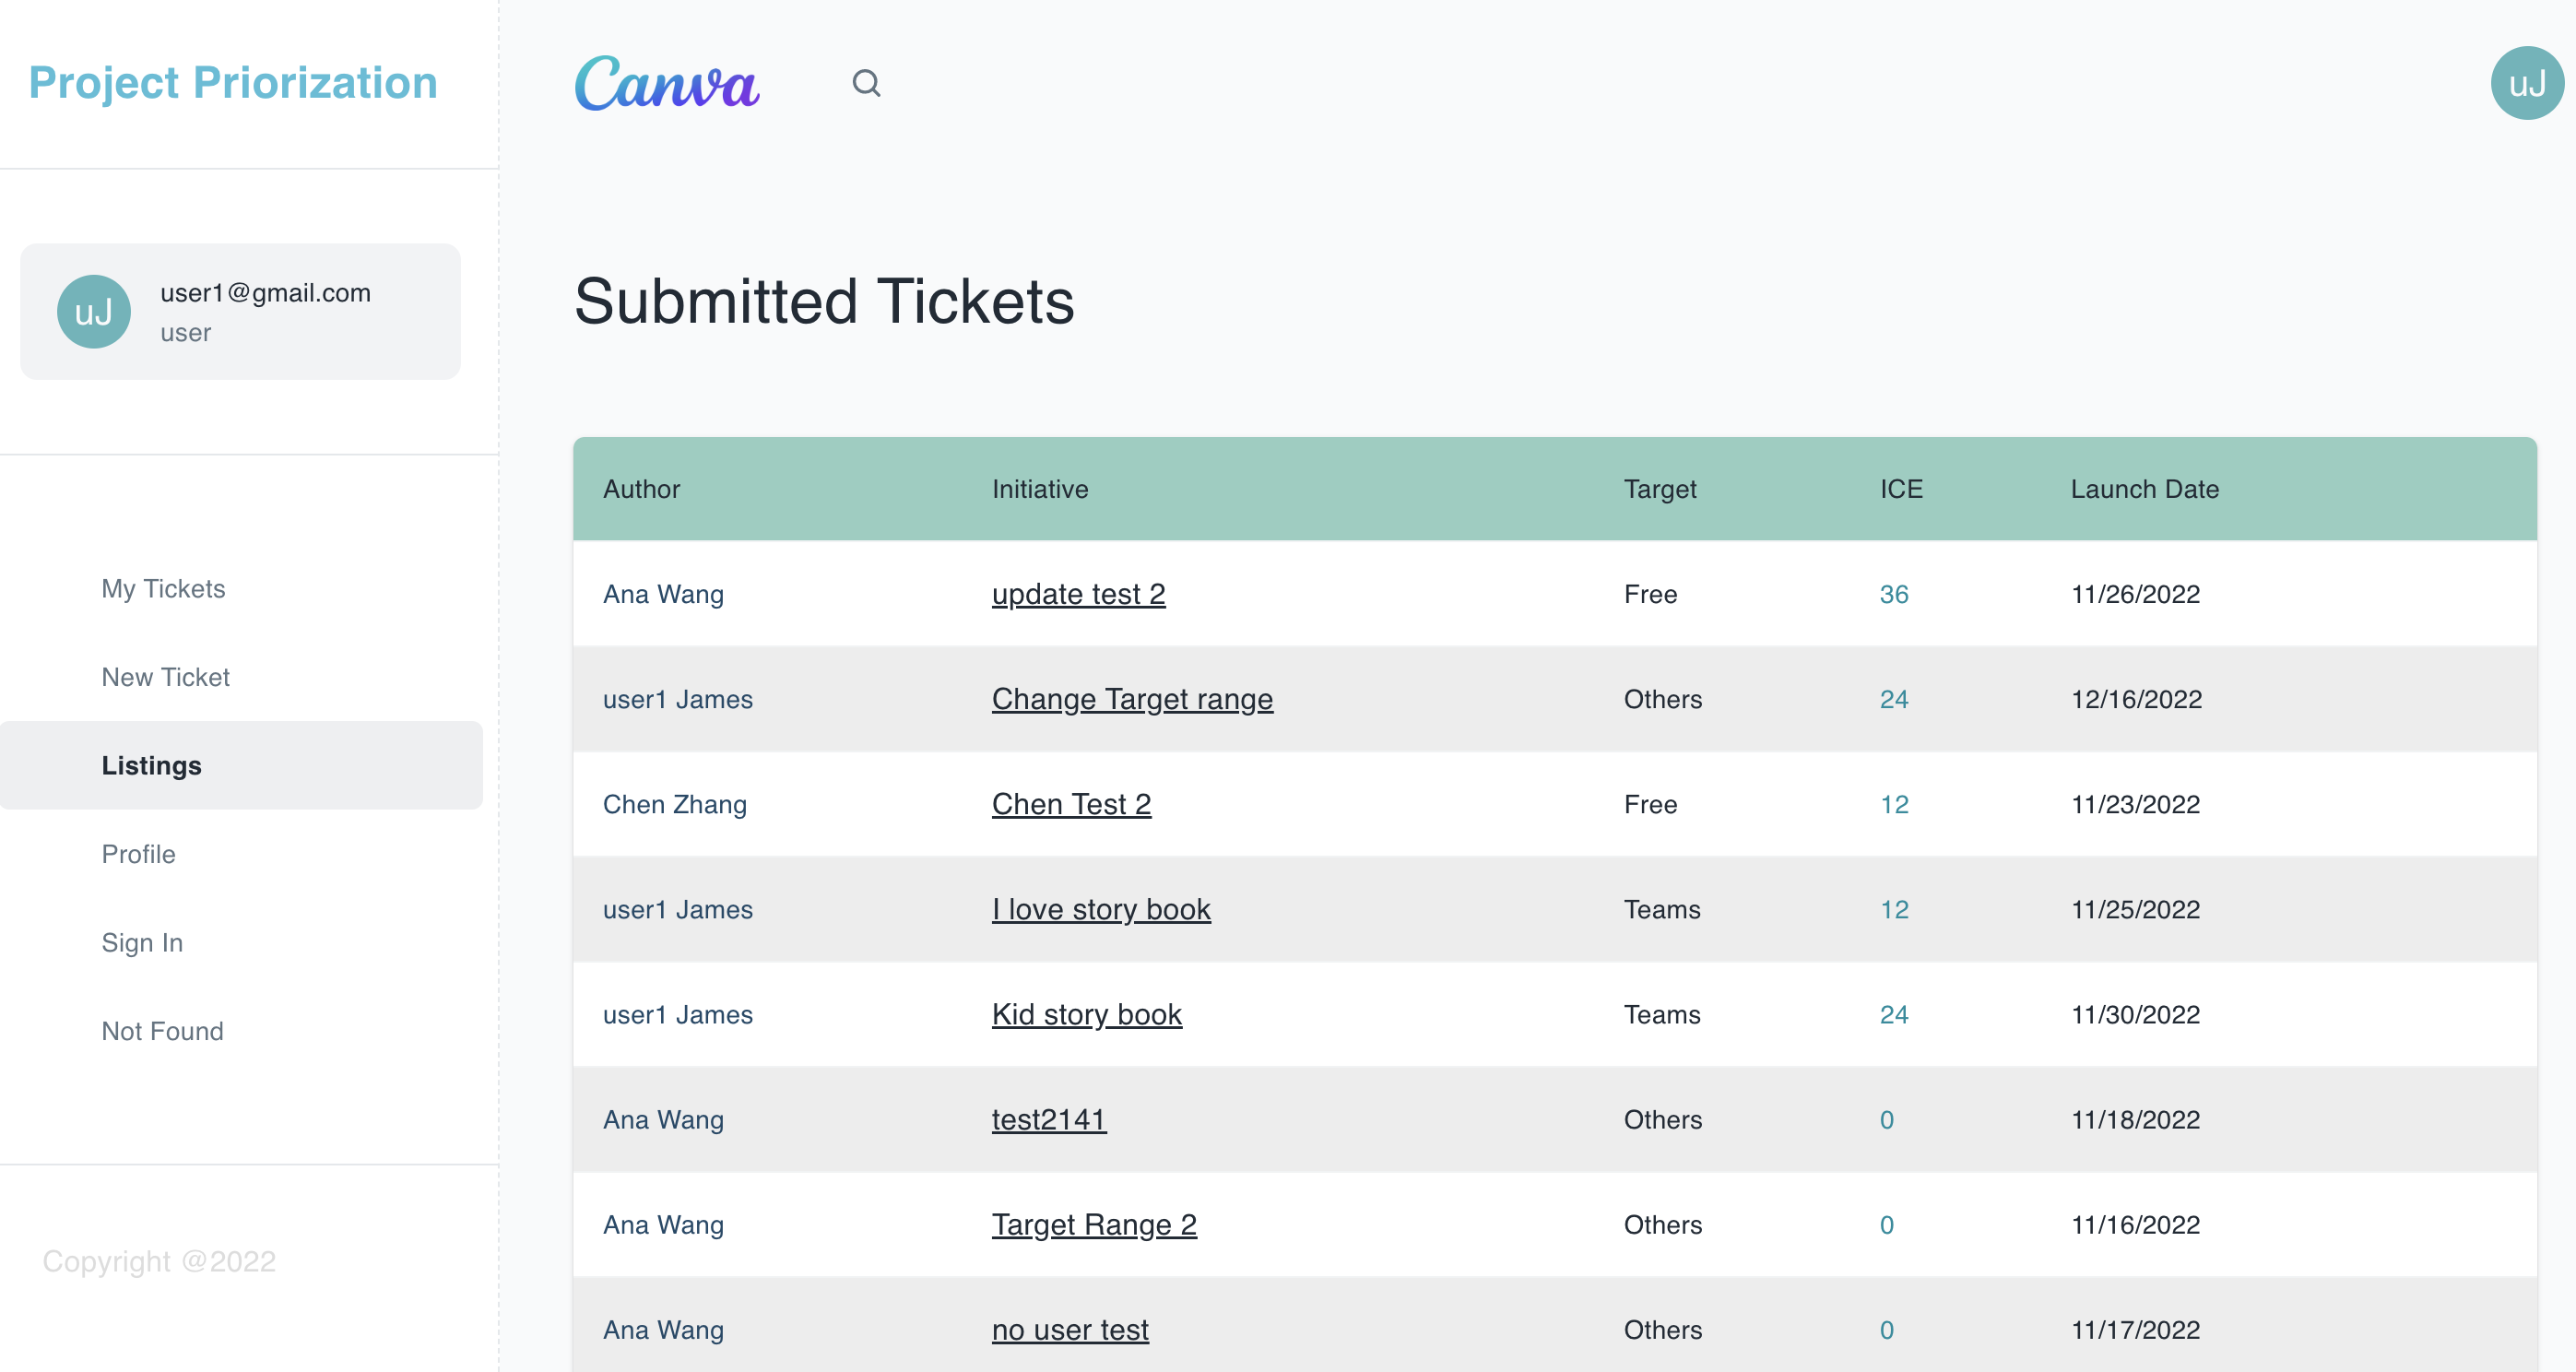 Project Priorization
Canva
uJ
uJ
user1@gmail.com
user
My Tickets
New Ticket
Listings
Profile
Sign In
Not Found
Copyright @2022
Submitted Tickets
Author Initiative Target ICE Launch Date
Ana Wang update test 2 Free 36 11/26/2022
user1 James Change Target range Others 24 12/16/2022
Chen Zhang Chen Test 2 Free 12 11/23/2022
user1 James I love story book Teams 12 11/25/2022
user1 James Kid story book Teams 24 11/30/2022
Ana Wang test2141 Others 0 11/18/2022
Ana Wang Target Range 2 Others 0 11/16/2022
Ana Wang no user test Others 0 11/17/2022